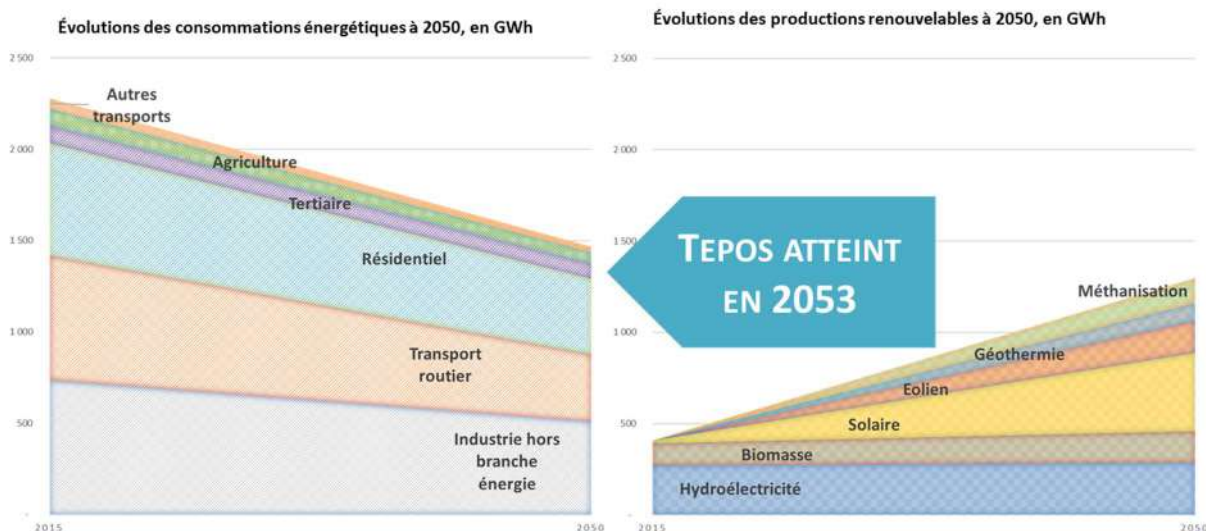 Évolutions des consommations énergétiques à 2050, en GWh
2 500
2 000
1 500
1 000
500
-
Autres
transports
Agriculture
Tertiaire
Résidentiel
Transport
routier
Industrie hors
branche
énergie
2015
2050
TEPOS ATTEINT
EN 2053
Évolutions des productions renouvelables à 2050, en GWh
2 500
2 000
1 500
1 000
500
-
Méthanisation
Géothermie
Eolien
Solaire
Biomasse
Hydroélectricité
2015
2050